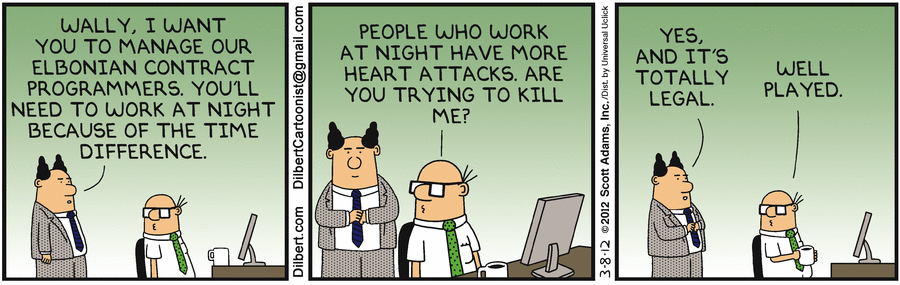 WALLY, I WANT
YOU TO MANAGE OUR
ELBONIAN CONTRACT
PROGRAMMERS. YOU'LL
NEED TO WORK AT NIGHT
BECAUSE OF THE TIME
DIFFERENCE.
Dilbert.com DilbertCartoonist@gmail.com
PEOPLE WHO WORK
AT NIGHT HAVE MORE
HEART ATTACKS. ARE
YOU TRYING TO KILL
ME?
3-8-12 ©2012 Scott Adams, Inc./Dist. by Universal Uclick
YES,
AND IT'S
TOTALLY
LEGAL.
WELL
PLAYED.